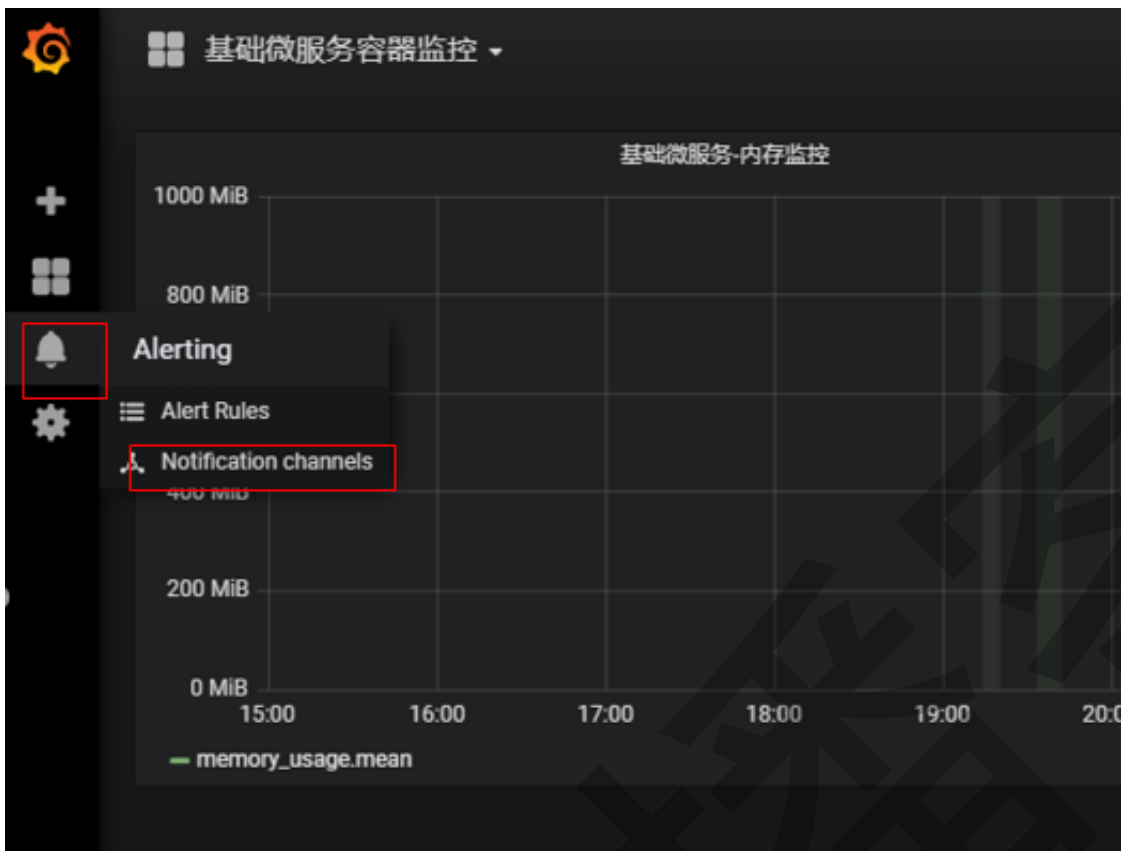 基础微服务容器监控
基础微服务-内存监控
1000 MiB
800 MiB
Alerting
Alert Rules
Notification channels
400 MiB
200 MiB
0 MiB
15:00 16:00 17:00 18:00 19:00
memory_usage.mean